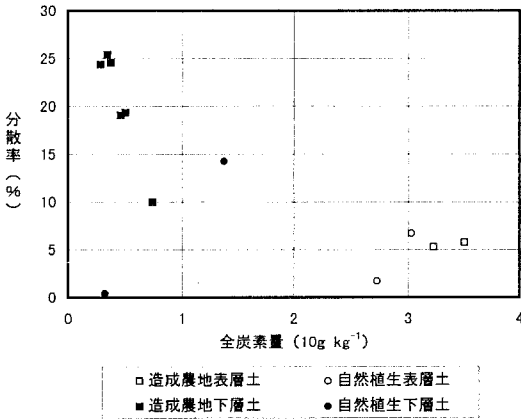 30
25
20
15
10
5
0
分散率(%)
0 1 2 3 4
全炭素量 (10g kg⁻¹)
□ 造成農地表層土 ○ 自然植生表層土
■ 造成農地下層土 ● 自然植生下層土